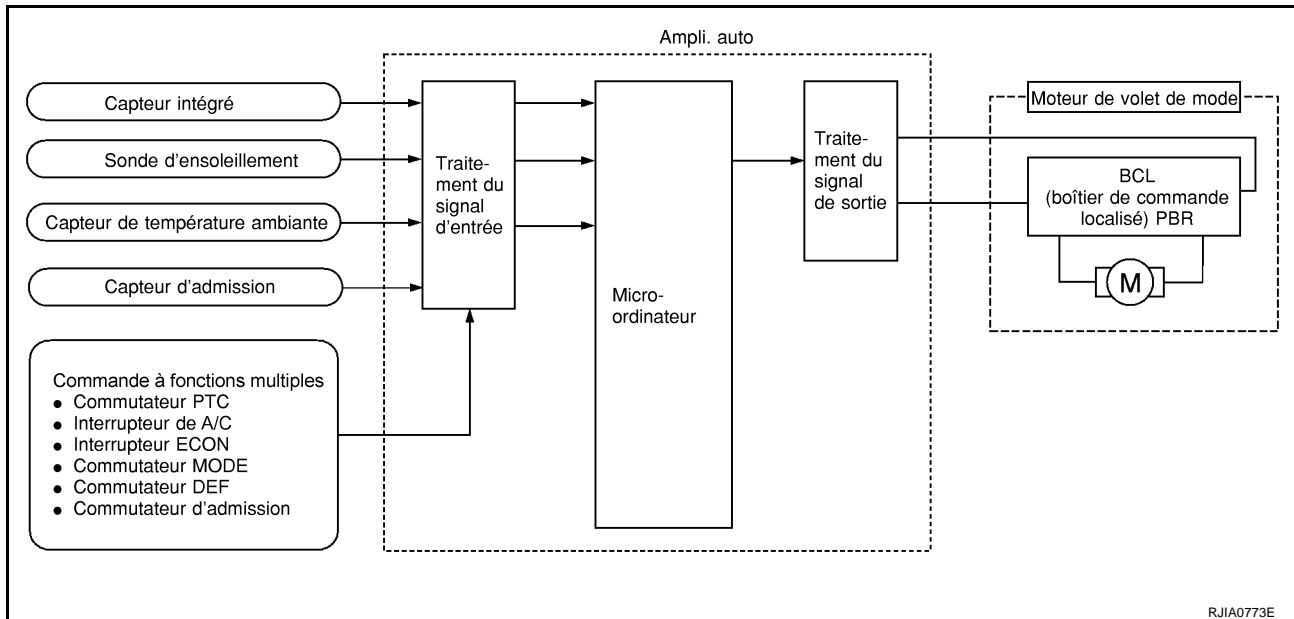 Ampli. auto
Capteur intégré
Sonde d'ensoleillement
Capteur de température ambiante
Capteur d'admission
Commande à fonctions multiples
● Commutateur PTC
● Interrupteur de A/C
● Interrupteur ECON
● Commutateur MODE
● Commutateur DEF
● Commutateur d'admission
Traite-
ment du
signal
d'entrée
Micro-
ordinateur
Traite-
ment du
signal
de sortie
Moteur de volet de mode
BCL
(boîtier de commande
localisé) PBR
M
RJIA0773E